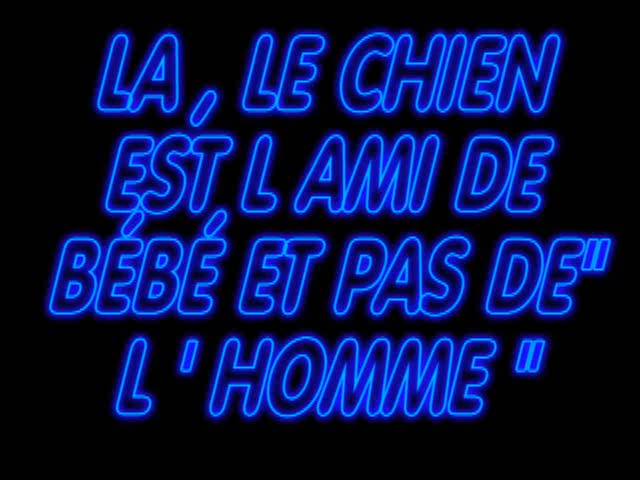 LA , LE CHIEN
EST L AMI DE
BÉBÉ ET PAS DE"
L ' HOMME "